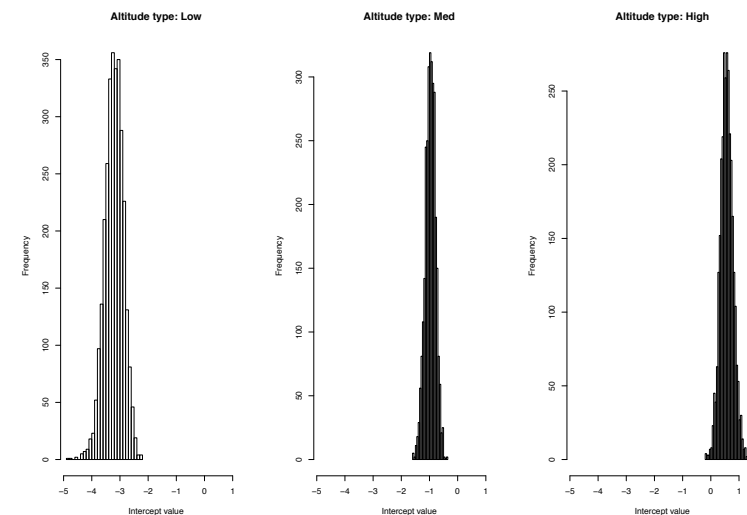 Altitude type: Low
Altitude type: Med
Altitude type: High
Frequency
0
50
100
150
200
250
300
350
Frequency
0
50
100
150
200
250
300
Frequency
0
50
100
150
200
250
−5 −4 −3 −2 −1 0 1
−5 −4 −3 −2 −1 0 1
−5 −4 −3 −2 −1 0 1
Intercept value
Intercept value
Intercept value